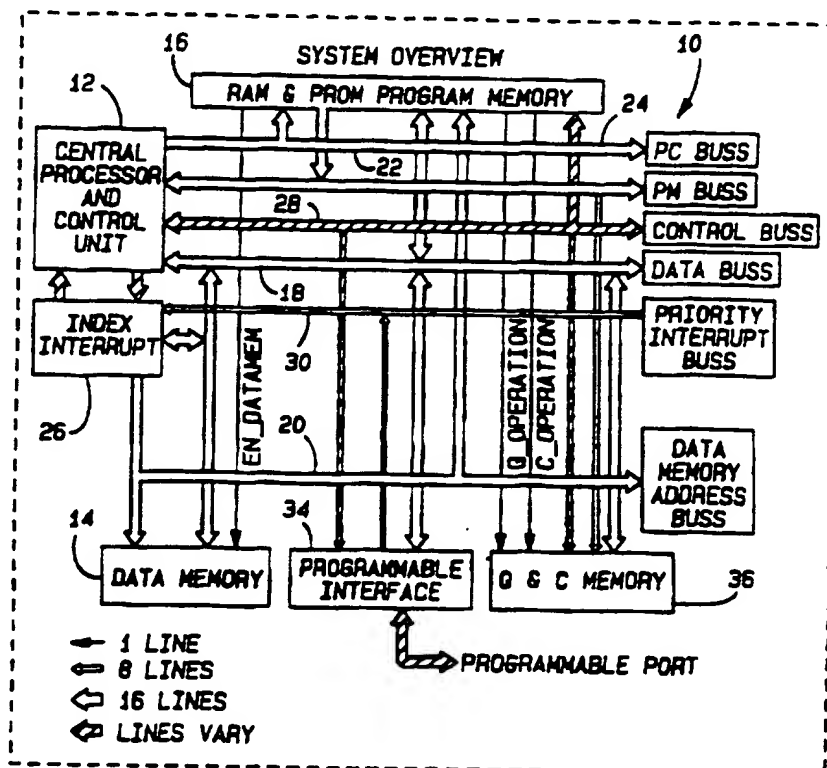 SYSTEM OVERVIEW
16
10
12
RAM & PROM PROGRAM MEMORY
24
CENTRAL
PROCESSOR
AND
CONTROL
UNIT
22
PC BUSS
PM BUSS
28
CONTROL BUSS
DATA BUSS
18
INDEX
INTERRUPT
30
PRIORITY
INTERRUPT
BUSS
26
EN_DATAMEM
Q_OPERATION
C_OPERATION
20
DATA
MEMORY
ADDRESS
BUSS
14
34
DATA MEMORY
PROGRAMMABLE
INTERFACE
Q & C MEMORY
36
1 LINE
8 LINES
16 LINES
LINES VARY
PROGRAMMABLE PORT